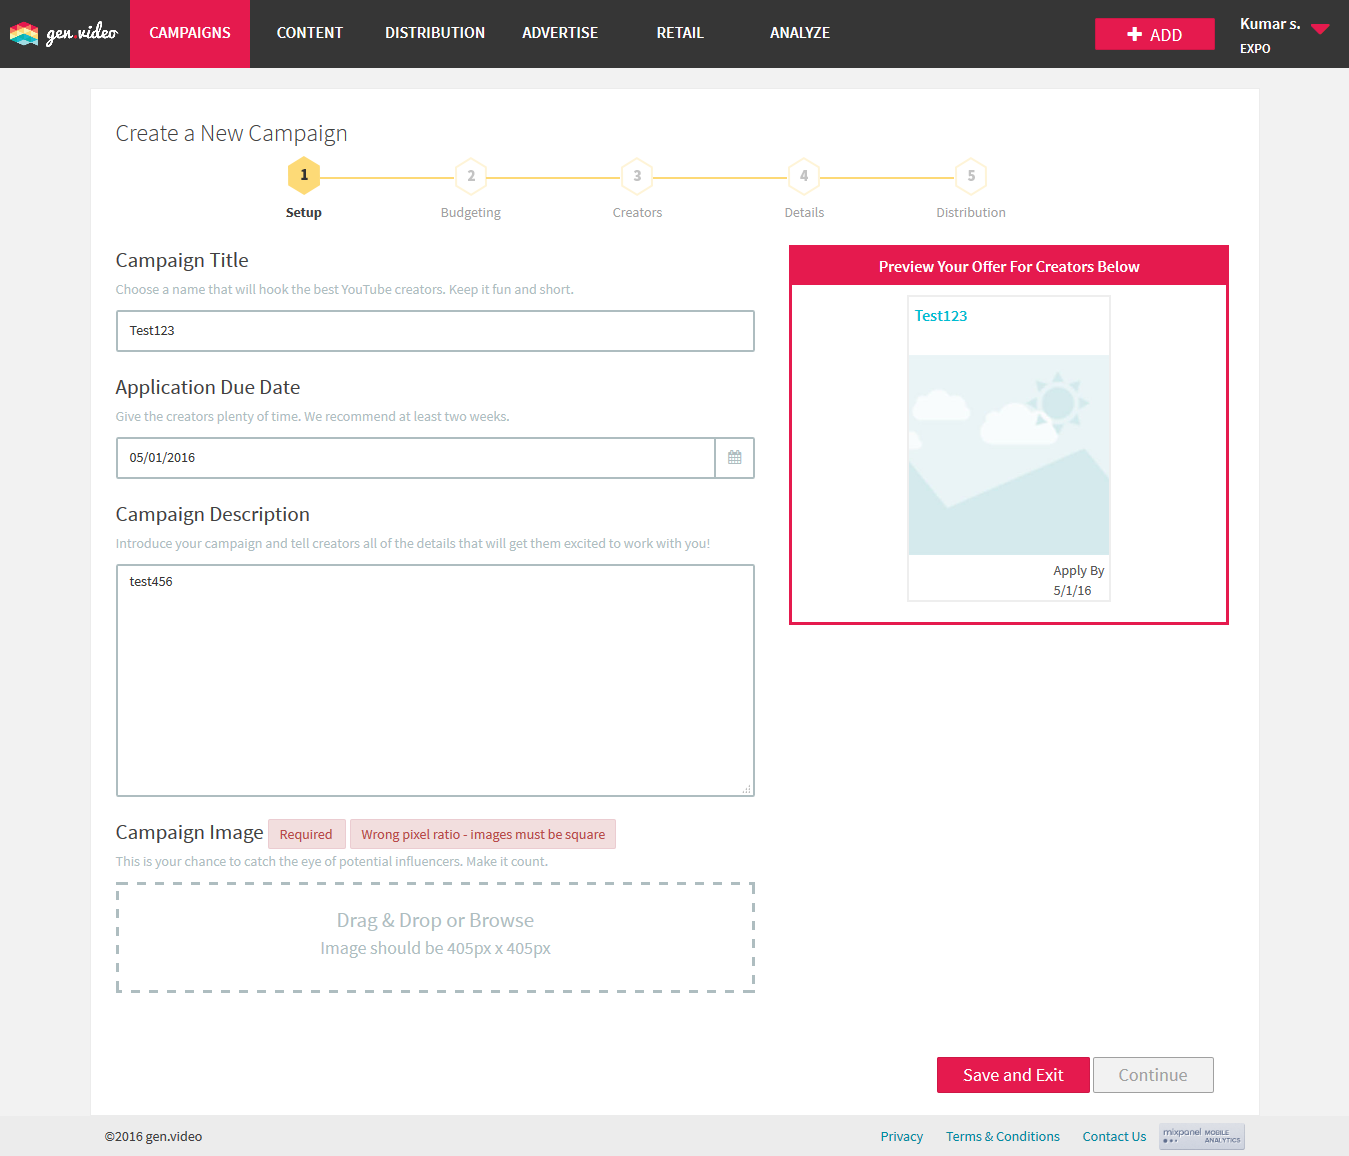 gen.video
CAMPAIGNS
CONTENT
DISTRIBUTION
ADVERTISE
RETAIL
ANALYZE
ADD
Kumar s.
EXPO
Create a New Campaign
1
2
3
4
5
Setup
Budgeting
Creators
Details
Distribution
Campaign Title
Choose a name that will hook the best YouTube creators. Keep it fun and short.
Test123
Application Due Date
Give the creators plenty of time. We recommend at least two weeks.
05/01/2016
Campaign Description
Introduce your campaign and tell creators all of the details that will get them excited to work with you!
test456
Campaign Image Required Wrong pixel ratio - images must be square
This is your chance to catch the eye of potential influencers. Make it count.
Drag & Drop or Browse
Image should be 405px x 405px
Preview Your Offer For Creators Below
Test123
Apply By
5/1/16
Save and Exit
Continue
©2016 gen.video
Privacy
Terms & Conditions
Contact Us
mixpanel MOBILE
ANALYTICS